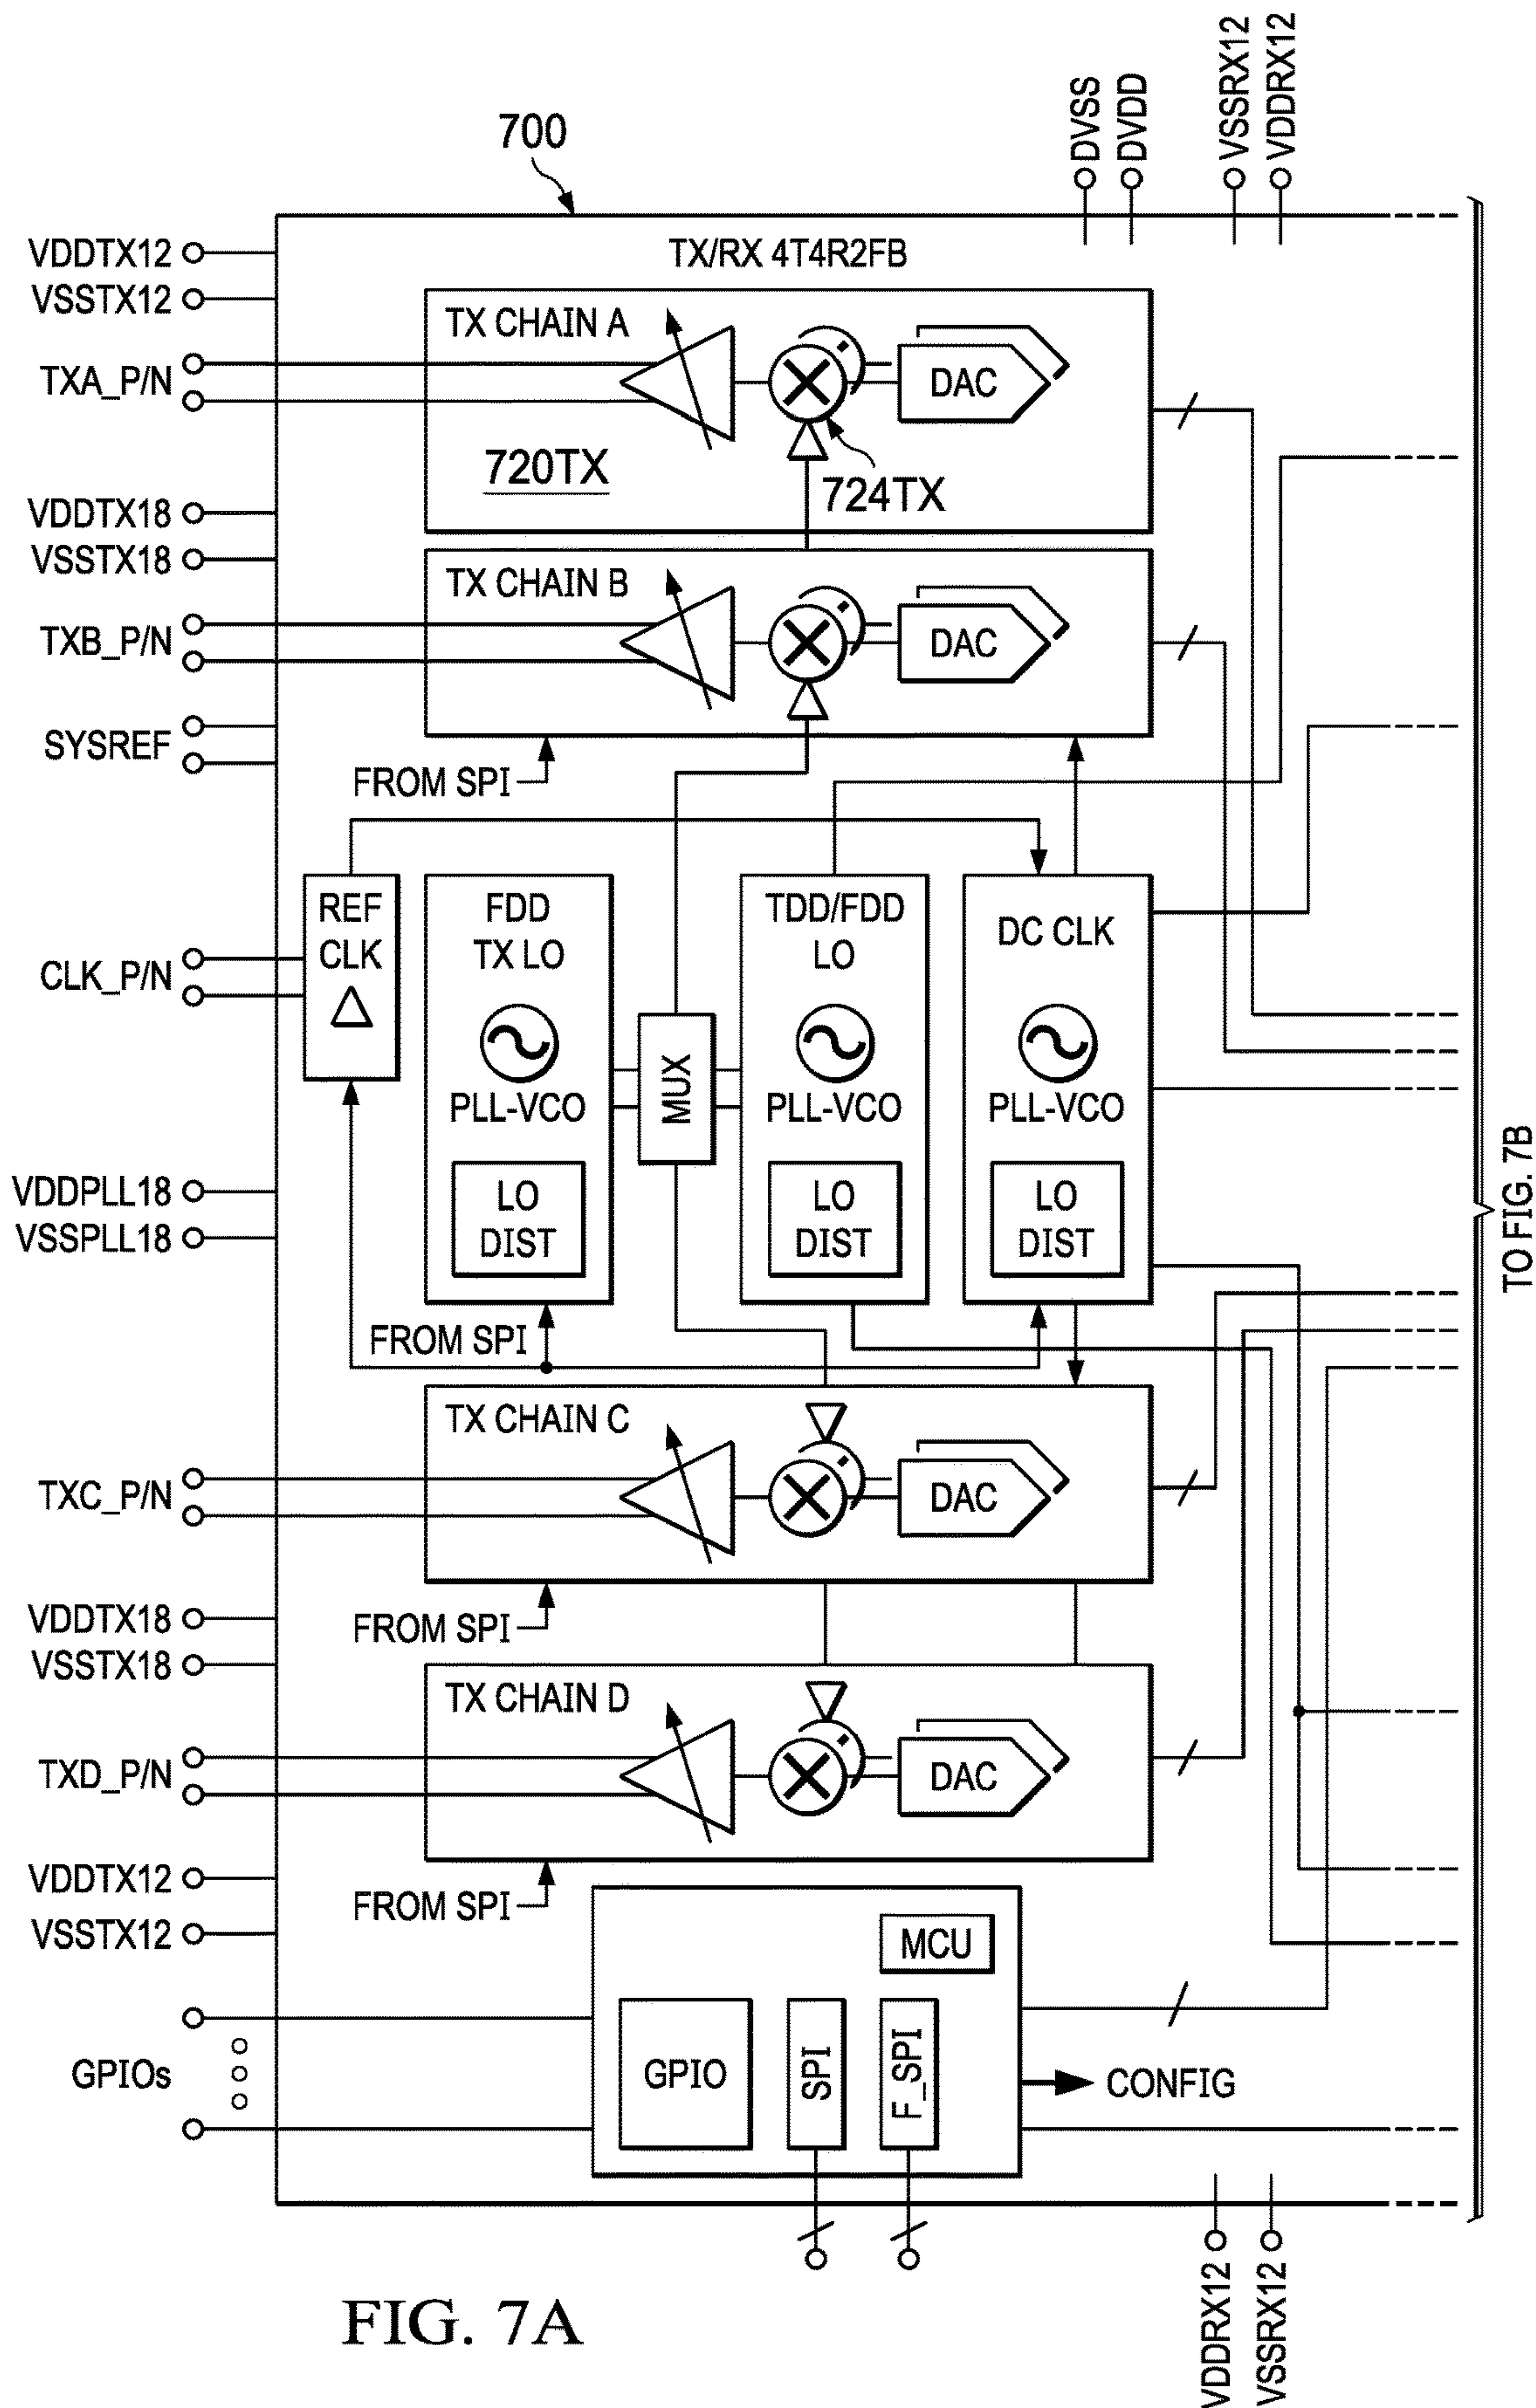 DVSS
DVDD
VSSRX12
VDDRX12
700
VDDTX12
TX/RX 4T4R2FB
VSSTX12
TX CHAIN A
TXA_P/N
DAC
720TX
724TX
VDDTX18
VSSTX18
TX CHAIN B
TXB_P/N
DAC
SYSREF
FROM SPI
REF
CLK
FDD
TX LO
TDD/FDD
LO
DC CLK
CLK_P/N
MUX
PLL-VCO
PLL-VCO
PLL-VCO
LO
DIST
LO
DIST
LO
DIST
VDDPLL18
VSSPLL18
TO FIG. 7B
FROM SPI
TX CHAIN C
TXC_P/N
DAC
VDDTX18
FROM SPI
VSSTX18
TX CHAIN D
TXD_P/N
DAC
VDDTX12
FROM SPI
VSSTX12
MCU
GPIOs
GPIO
SPI
F_SPI
CONFIG
VDDRX12
VSSRX12
FIG. 7A